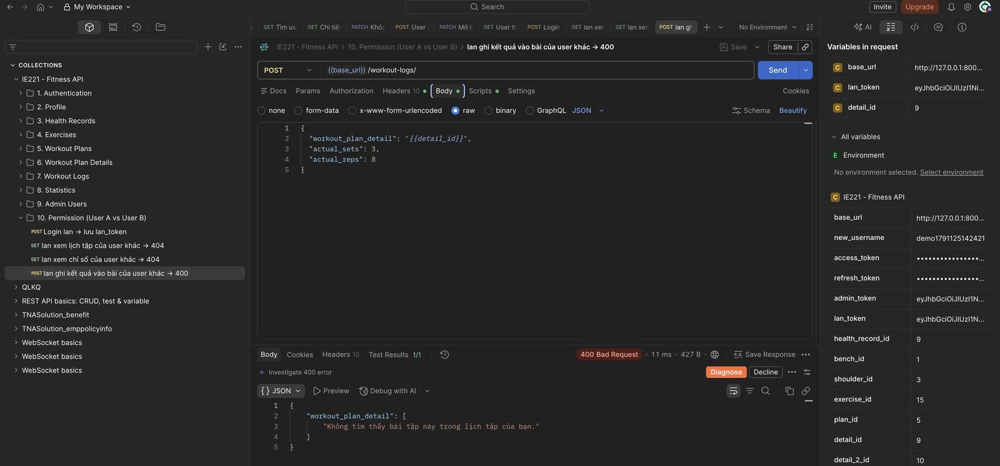 My Workspace
Search
Invite
Upgrade
GET Tìm us
GET Chi tiế
PATCH Khó
POST User
PATCH Mở k
GET User th
POST Login
GET lan xem
GET lan xem
POST lan gh
No Environment
AI
IE221 - Fitness API > 10. Permission (User A vs User B) > lan ghi kết quả vào bài của user khác → 400
Save
Share
COLLECTIONS
IE221 - Fitness API
1. Authentication
2. Profile
3. Health Records
4. Exercises
5. Workout Plans
6. Workout Plan Details
7. Workout Logs
8. Statistics
9. Admin Users
10. Permission (User A vs User B)
POST Login lan → lưu lan_token
GET lan xem lịch tập của user khác → 404
GET lan xem chỉ số của user khác → 404
POST lan ghi kết quả vào bài của user khác → 400
QLKQ
REST API basics: CRUD, test & variable
TNASolution_benefit
TNASolution_emppolicyinfo
WebSocket basics
WebSocket basics
WebSocket basics
HTTP
POST
{{base_url}} /workout-logs/
Send
Docs
Params
Authorization
Headers 10
Body
Scripts
Settings
Cookies
none
form-data
x-www-form-urlencoded
raw
binary
GraphQL
JSON
Schema
Beautify
1 {
2 "workout_plan_detail": "{{detail_id}}",
3 "actual_sets": 3,
4 "actual_reps": 8
5 }
Body
Cookies
Headers 10
Test Results 1/1
400 Bad Request
11 ms
427 B
e.g. Save Response
Investigate 400 error
Diagnose
Decline
{} JSON
Preview
Debug with AI
1 {
2 "workout_plan_detail": [
3 "Không tìm thấy bài tập này trong lịch tập của bạn."
4 ]
5 }
Variables in request
C base_url http://127.0.0.1:800...
C lan_token eyJhbGciOiJIUzI1Ni...
C detail_id 9
All variables
E Environment
No environment selected. Select environment
C IE221 - Fitness API
base_url http://127.0.0.1:800...
new_username demo1791125142421
access_token ••••••••••••••••...
refresh_token ••••••••••••••••...
admin_token eyJhbGciOiJIUzI1N...
lan_token eyJhbGciOiJIUzI1N...
health_record_id 9
bench_id 1
shoulder_id 3
exercise_id 15
plan_id 5
detail_id 9
detail_2_id 10